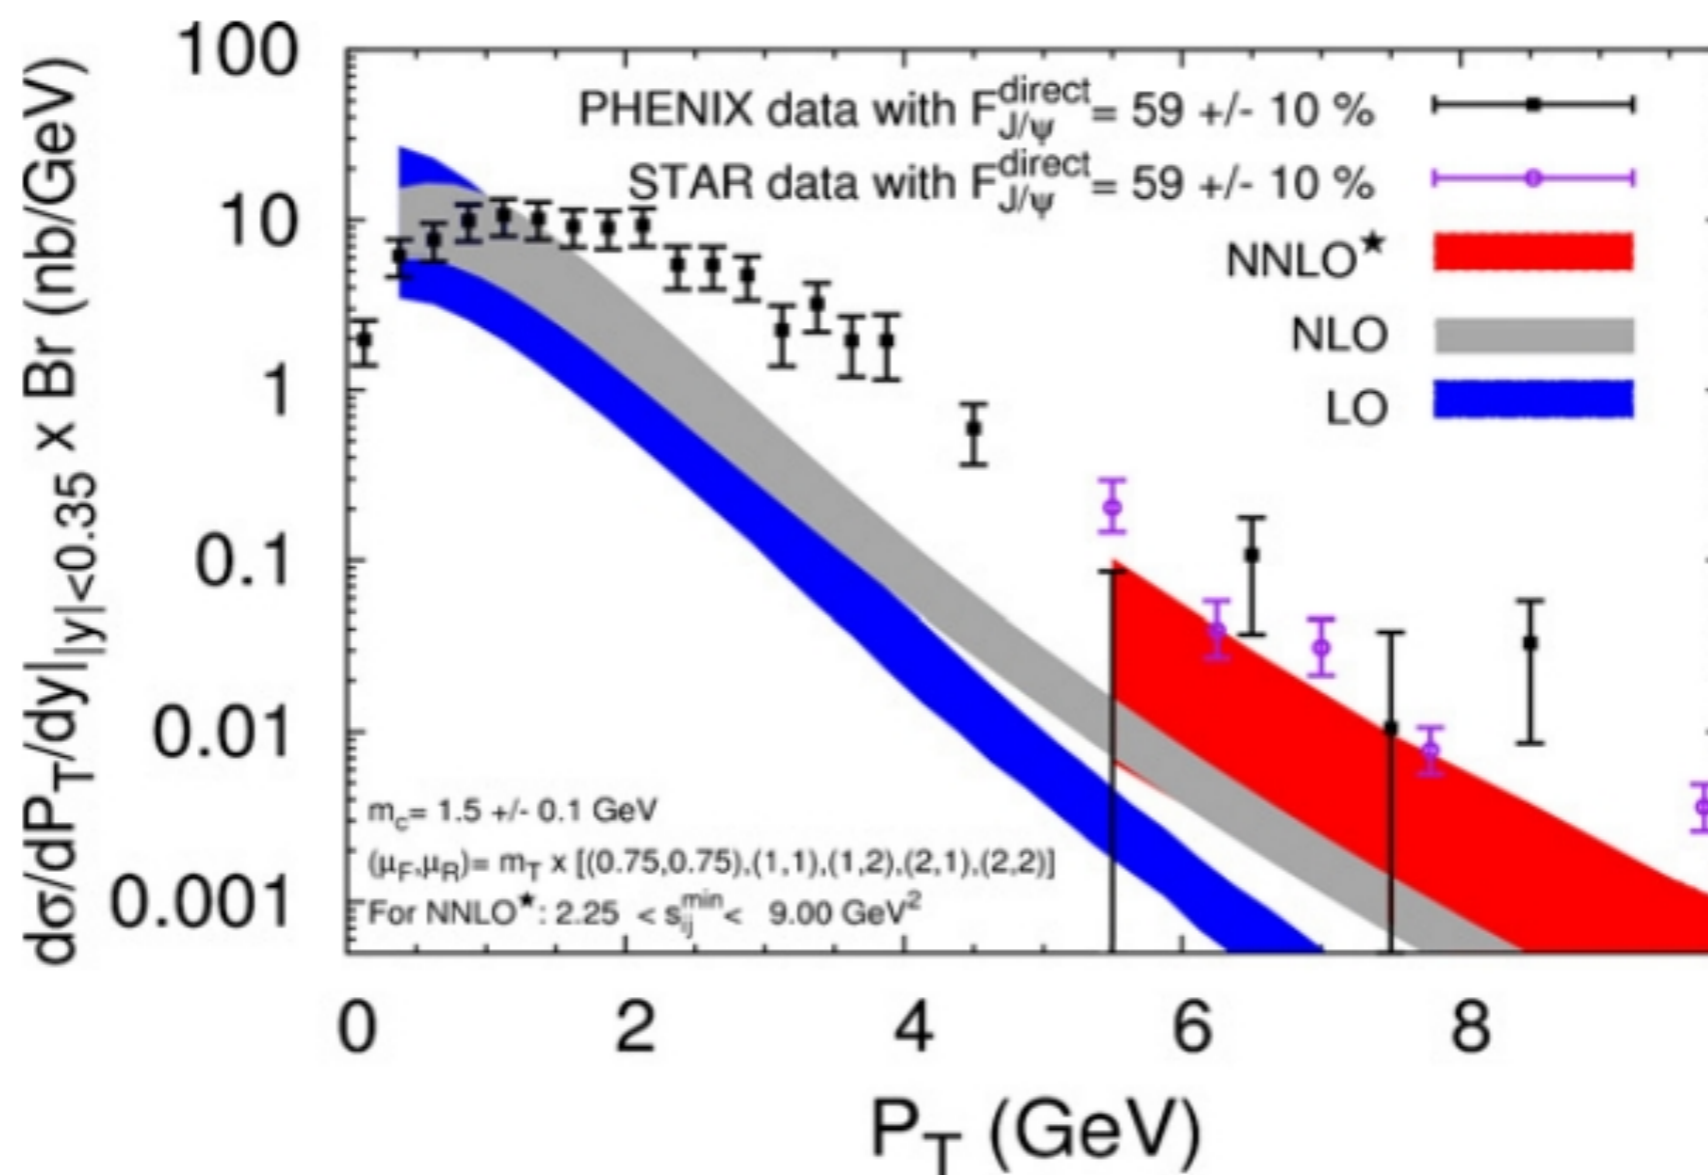 dσ/dP_T/dy|_|y|<0.35 x Br (nb/GeV)
100
10
1
0.1
0.01
0.001
PHENIX data with F^direct_J/ψ = 59 +/- 10 %
STAR data with F^direct_J/ψ = 59 +/- 10 %
NNLO★
NLO
LO
m_c= 1.5 +/- 0.1 GeV
(μ_F,μ_R)= m_T x [(0.75,0.75),(1,1),(1,2),(2,1),(2,2)]
For NNLO★: 2.25 < s_ij^min < 9.00 GeV²
0 2 4 6 8
P_T (GeV)